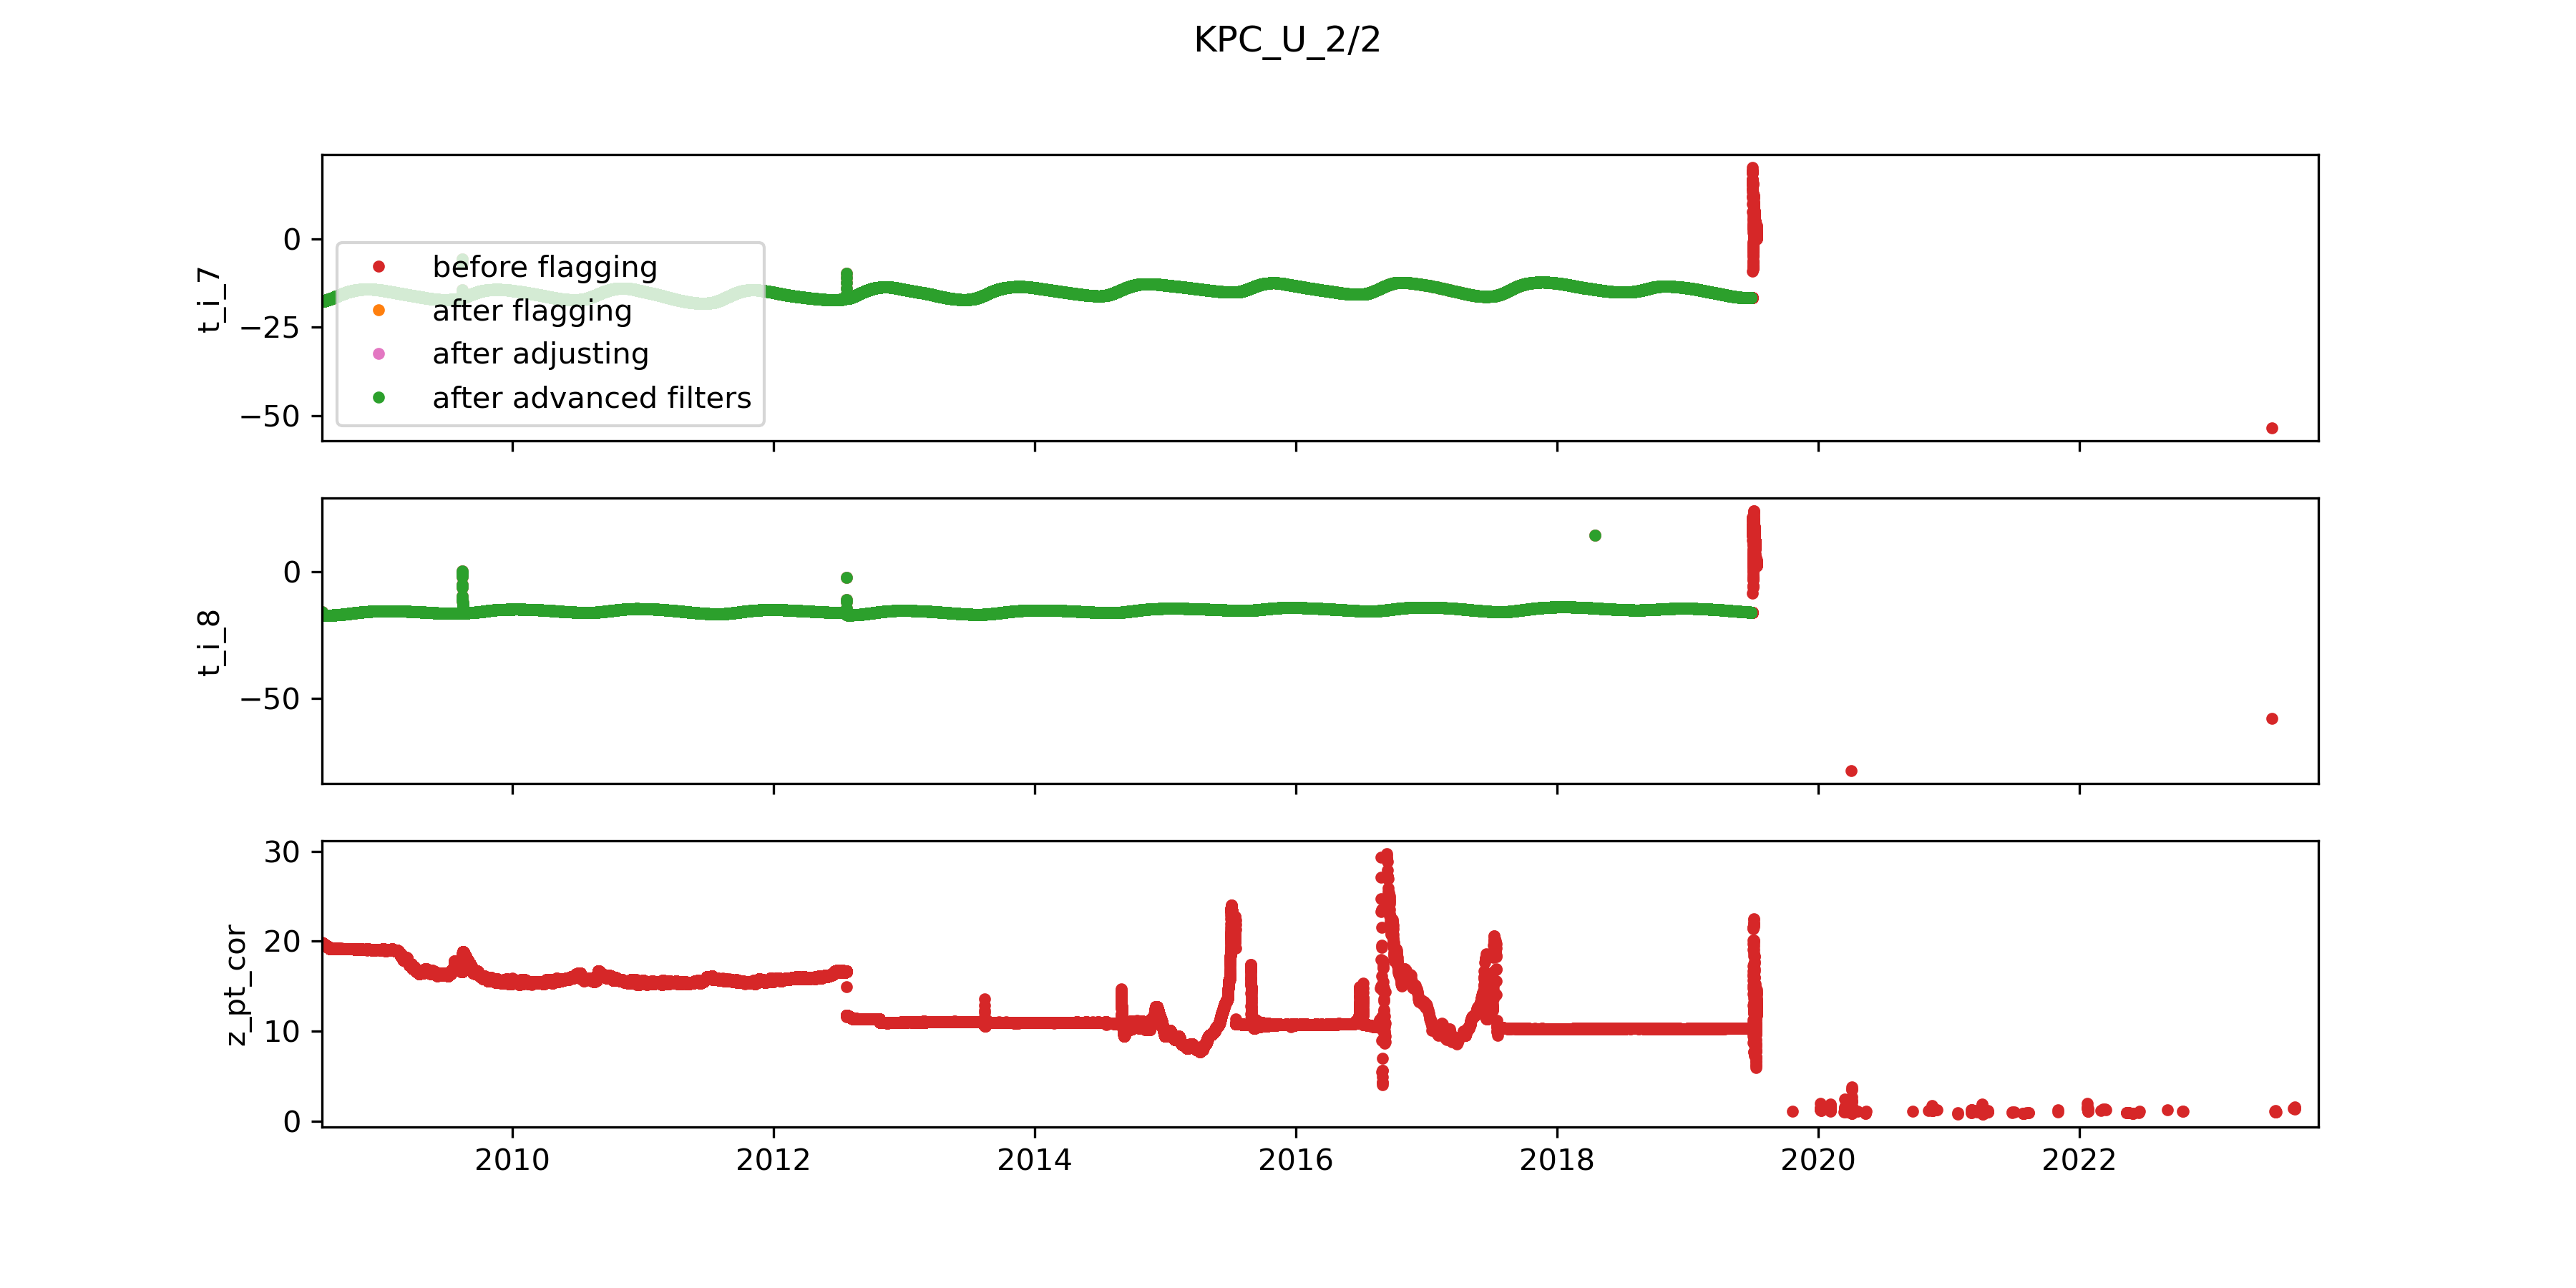 KPC_U_2/2
t_i_7
0
−25
−50
before flagging
after flagging
after adjusting
after advanced filters
t_i_8
0
−50
z_pt_cor
30
20
10
0
2010 2012 2014 2016 2018 2020 2022